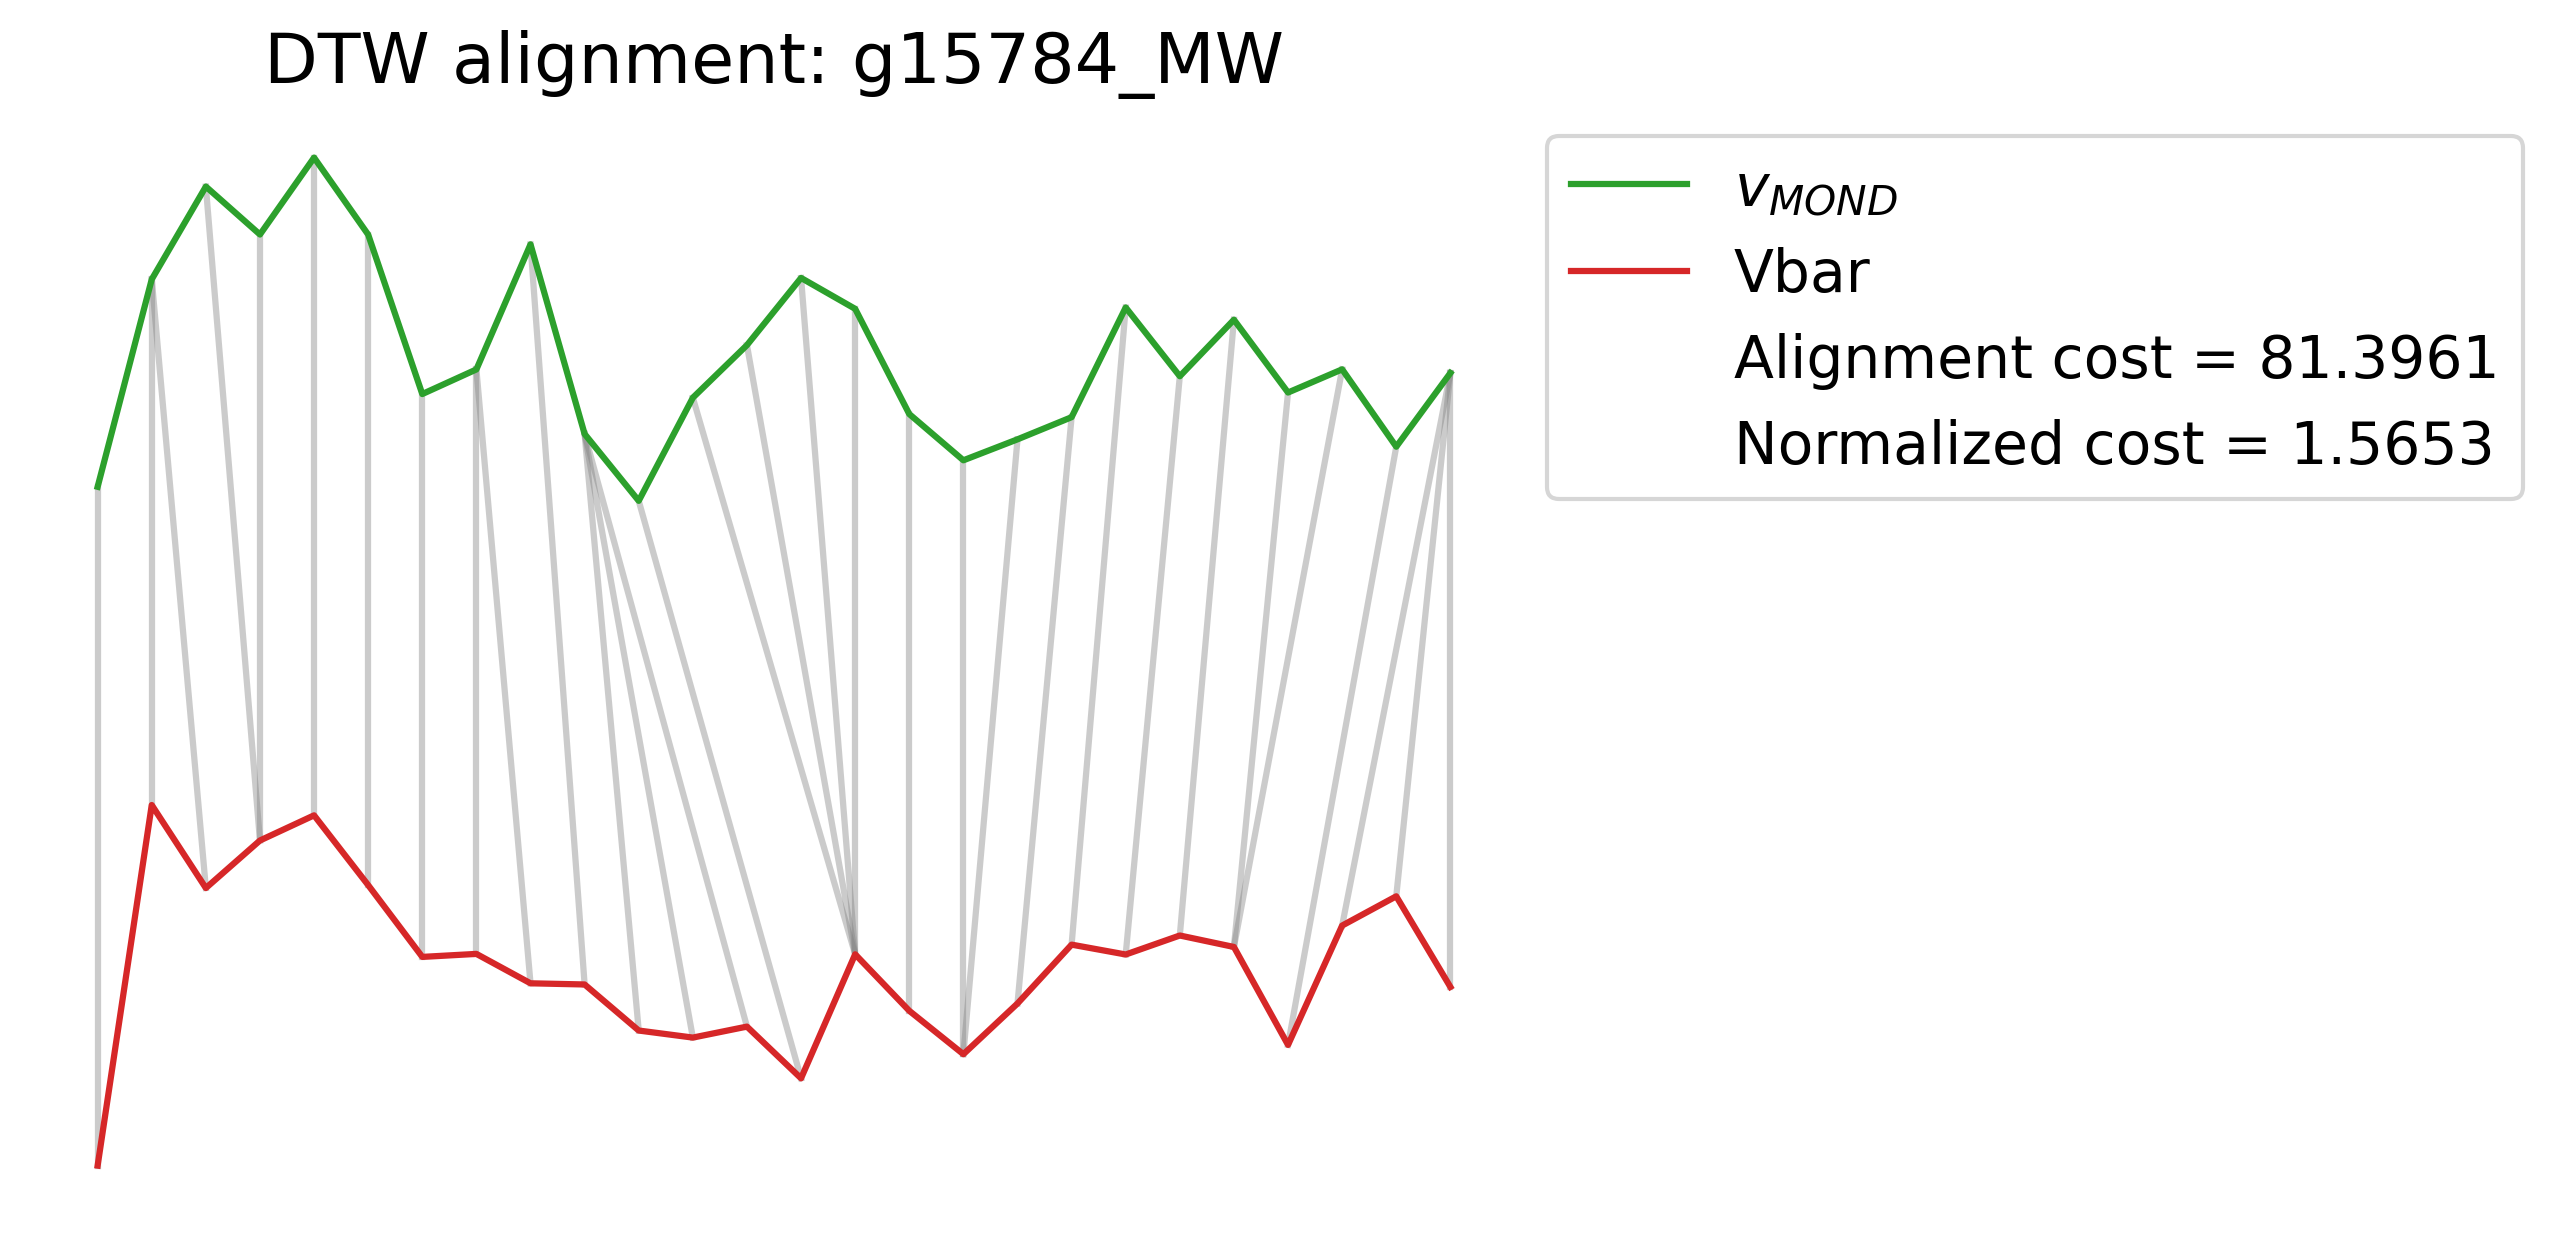 DTW alignment: g15784_MW
v_MOND
Vbar
Alignment cost = 81.3961
Normalized cost = 1.5653